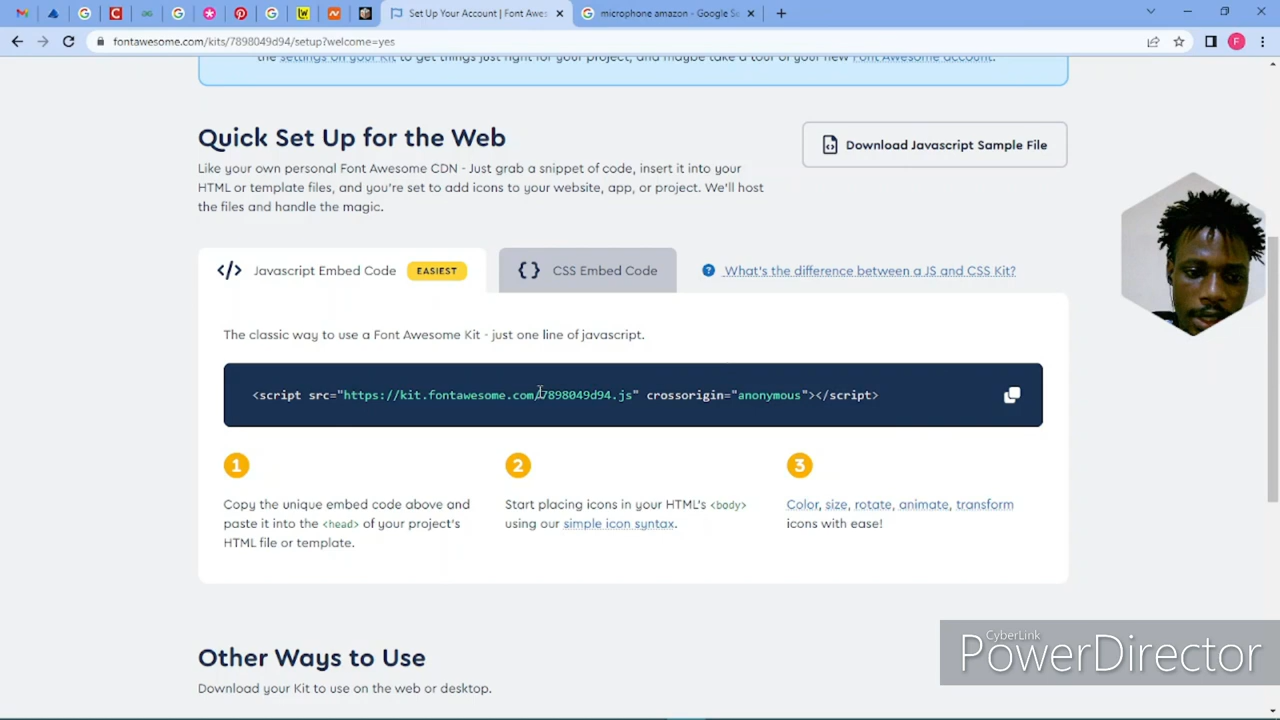 Set Up Your Account | Font Awes
microphone amazon - Google Se
fontawesome.com/kits/7898049d94/setup?welcome=yes
F
the settings on your Kit to get things just right for your project, and maybe take a tour of your new Font Awesome account.
Quick Set Up for the Web
Download Javascript Sample File
Like your own personal Font Awesome CDN - Just grab a snippet of code, insert it into your
HTML or template files, and you're set to add icons to your website, app, or project. We'll host
the files and handle the magic.
</> Javascript Embed Code EASIEST
{ } CSS Embed Code
? What's the difference between a JS and CSS Kit?
The classic way to use a Font Awesome Kit - just one line of javascript.
<script src="https://kit.fontawesome.com/7898049d94.js" crossorigin="anonymous"></script>
1
Copy the unique embed code above and
paste it into the <head> of your project's
HTML file or template.
2
Start placing icons in your HTML's <body>
using our simple icon syntax.
3
Color, size, rotate, animate, transform
icons with ease!
Other Ways to Use
Download your Kit to use on the web or desktop.
CyberLink
PowerDirector